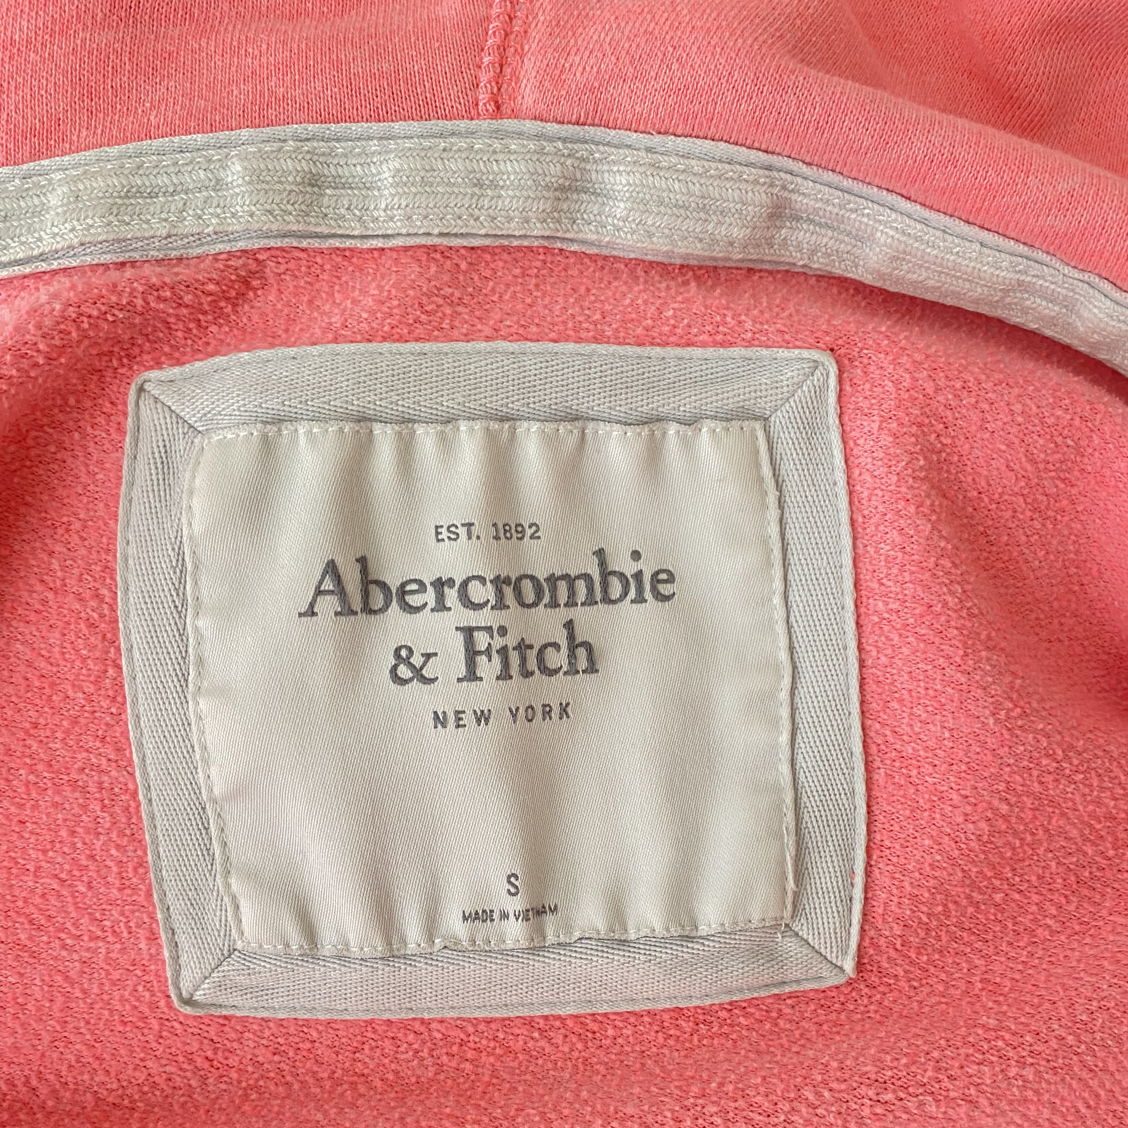 EST. 1892
Abercrombie
& Fitch
NEW YORK
S
MADE IN VIETNAM